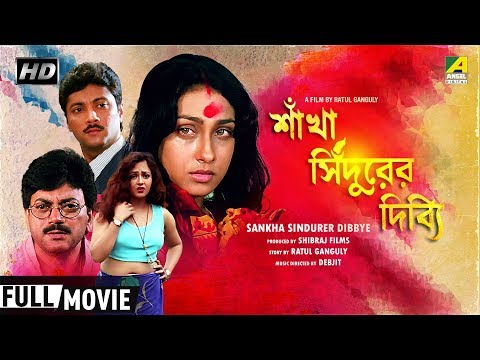 HD
ANGEL
DIGITAL
A FILM BY RATUL GANGULY
শাঁখা
সিঁদুরের
দিব্যি
SANKHA SINDURER DIBBYE
PRODUCED BY SHIBRAJ FILMS
STORY BY RATUL GANGULY
MUSIC DIRECTED BY DEBJIT
FULL MOVIE